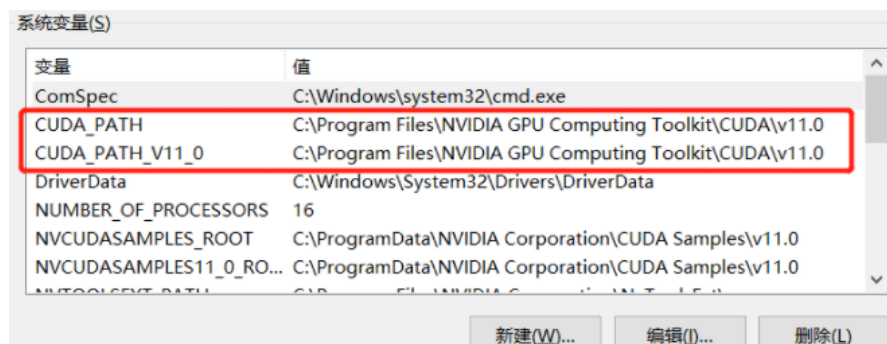 系统变量(S)
变量 值
ComSpec C:\Windows\system32\cmd.exe
CUDA_PATH C:\Program Files\NVIDIA GPU Computing Toolkit\CUDA\v11.0
CUDA_PATH_V11_0 C:\Program Files\NVIDIA GPU Computing Toolkit\CUDA\v11.0
DriverData C:\Windows\System32\Drivers\DriverData
NUMBER_OF_PROCESSORS 16
NVCUDASAMPLES_ROOT C:\ProgramData\NVIDIA Corporation\CUDA Samples\v11.0
NVCUDASAMPLES11_0_RO... C:\ProgramData\NVIDIA Corporation\CUDA Samples\v11.0
新建(W)... 编辑(I)... 删除(L)